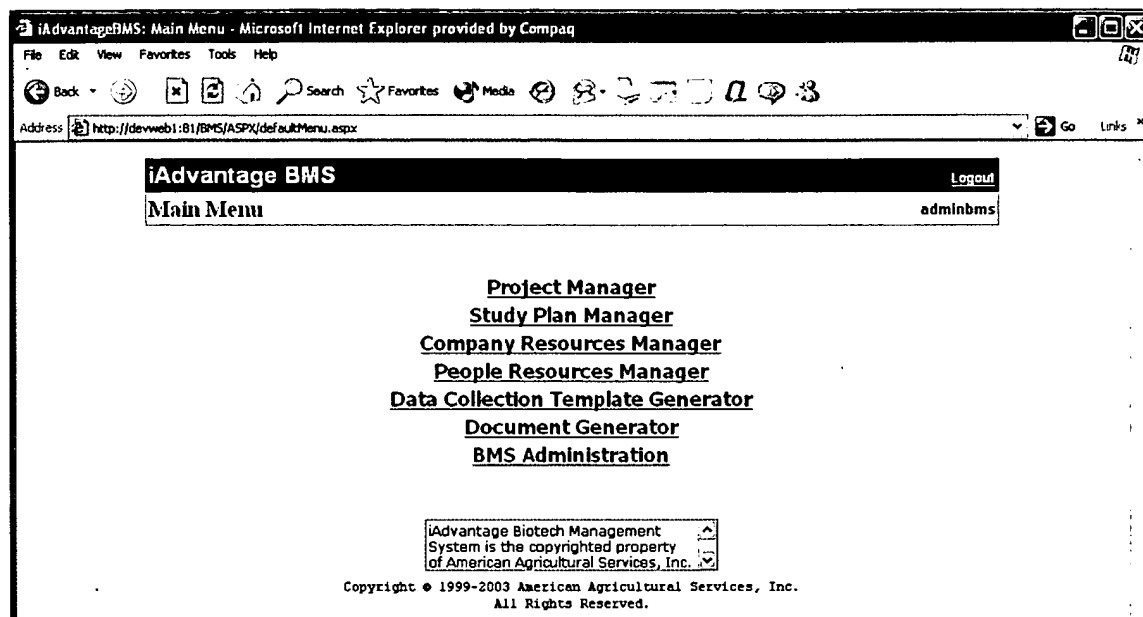 iAdvantageBMS: Main Menu - Microsoft Internet Explorer provided by Compaq
File Edit View Favorites Tools Help
Back Search Favorites Media
Address http://devweb1:81/BMS/ASPX/defaultMenu.aspx Go Links
iAdvantage BMS Logout
Main Menu adminbms
Project Manager
Study Plan Manager
Company Resources Manager
People Resources Manager
Data Collection Template Generator
Document Generator
BMS Administration
iAdvantage Biotech Management
System is the copyrighted property
of American Agricultural Services, Inc.
Copyright © 1999-2003 American Agricultural Services, Inc.
All Rights Reserved.